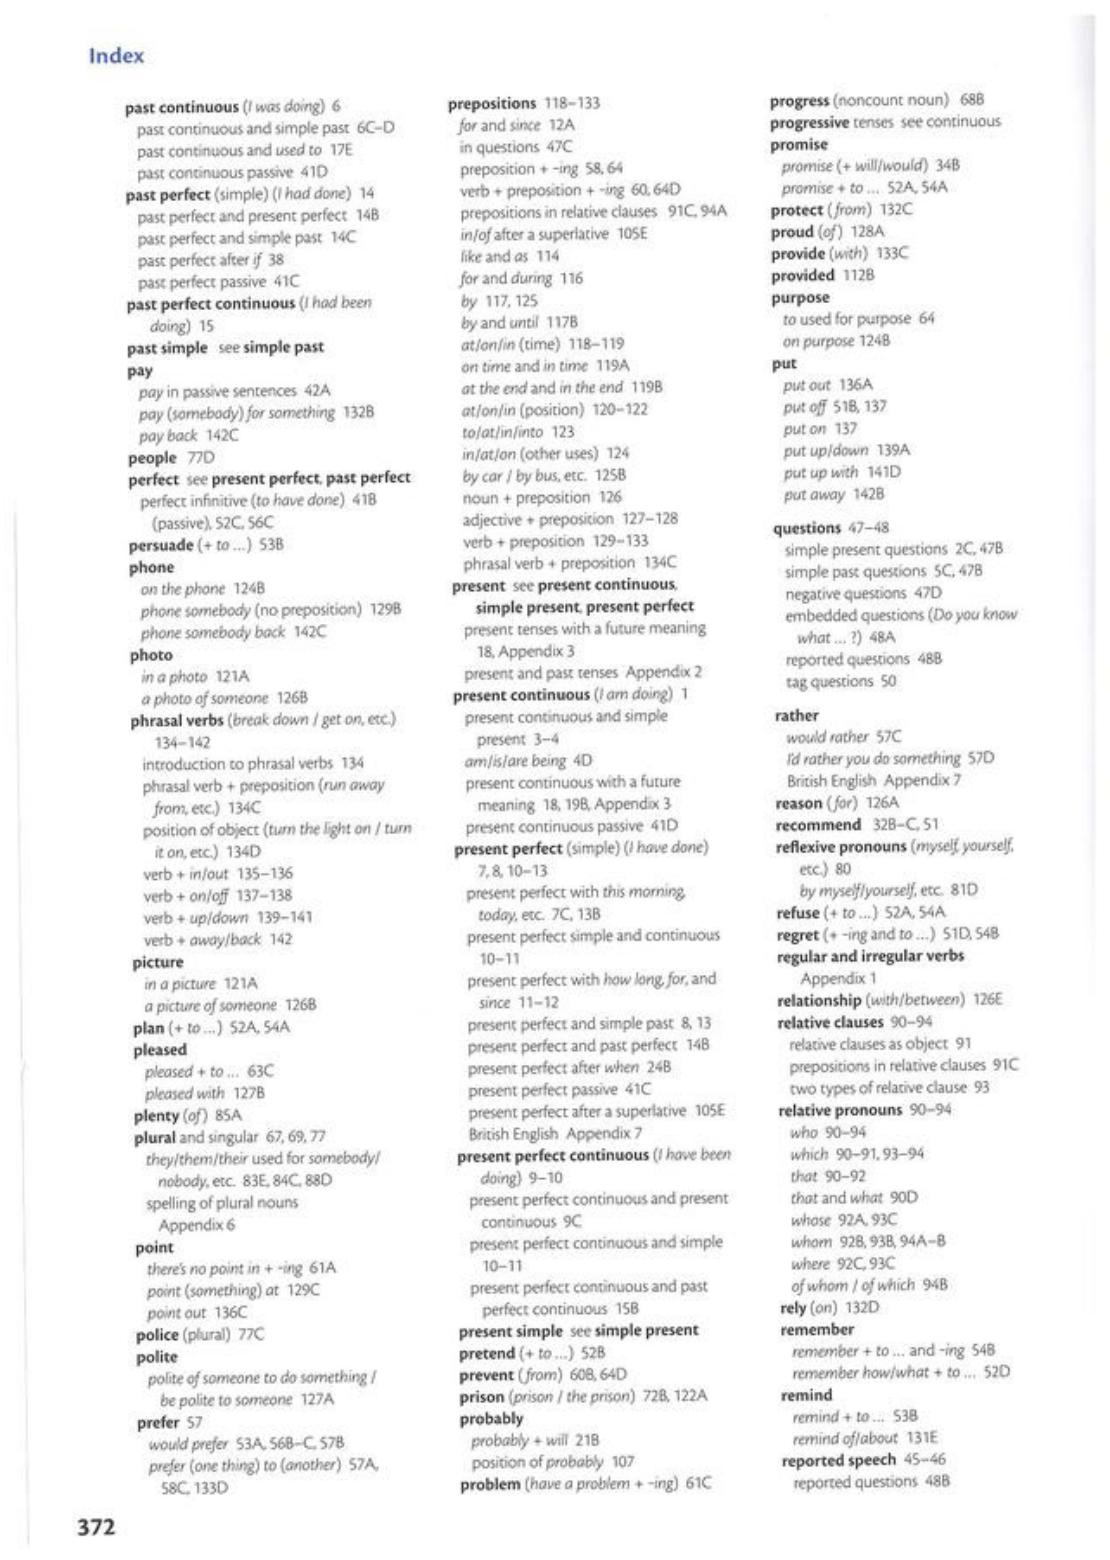 Index
past continuous (I was doing) 6
past continuous and simple past 6C–D
past continuous and used to 17E
past continuous passive 41D
past perfect (simple) (I had done) 14
past perfect and present perfect 14B
past perfect and simple past 14C
past perfect after if 38
past perfect passive 41C
past perfect continuous (I had been
doing) 15
past simple see simple past
pay
pay in passive sentences 42A
pay (somebody) for something 132B
pay back 142C
people 77D
perfect see present perfect, past perfect
perfect infinitive (to have done) 41B
(passive), 52C, 56C
persuade (+ to ...) 53B
phone
on the phone 124B
phone somebody (no preposition) 129B
phone somebody back 142C
photo
in a photo 121A
a photo of someone 126B
phrasal verbs (break down / get on, etc.)
134–142
introduction to phrasal verbs 134
phrasal verb + preposition (run away
from, etc.) 134C
position of object (turn the light on / turn
it on, etc.) 134D
verb + in/out 135–136
verb + on/off 137–138
verb + up/down 139–141
verb + away/back 142
picture
in a picture 121A
a picture of someone 126B
plan (+ to ...) 52A, 54A
pleased
pleased + to ... 63C
pleased with 127B
plenty (of) 85A
plural and singular 67, 69, 77
they/them/their used for somebody/
nobody, etc. 83E, 84C, 88D
spelling of plural nouns
Appendix 6
point
there's no point in + -ing 61A
point (something) at 129C
point out 136C
police (plural) 77C
polite
polite of someone to do something /
be polite to someone 127A
prefer 57
would prefer 53A, 56B–C, 57B
prefer (one thing) to (another) 57A,
58C, 133D
prepositions 118–133
for and since 12A
in questions 47C
preposition + -ing 58, 64
verb + preposition + -ing 60, 64D
prepositions in relative clauses 91C, 94A
in/of after a superlative 105E
like and as 114
for and during 116
by 117, 125
by and until 117B
at/on/in (time) 118–119
on time and in time 119A
at the end and in the end 119B
at/on/in (position) 120–122
to/at/in/into 123
in/at/on (other uses) 124
by car / by bus, etc. 125B
noun + preposition 126
adjective + preposition 127–128
verb + preposition 129–133
phrasal verb + preposition 134C
present see present continuous,
simple present, present perfect
present tenses with a future meaning
18, Appendix 3
present and past tenses Appendix 2
present continuous (I am doing) 1
present continuous and simple
present 3–4
am/is/are being 4D
present continuous with a future
meaning 18, 19B, Appendix 3
present continuous passive 41D
present perfect (simple) (I have done)
7, 8, 10–13
present perfect with this morning,
today, etc. 7C, 13B
present perfect simple and continuous
10–11
present perfect with how long, for, and
since 11–12
present perfect and simple past 8, 13
present perfect and past perfect 14B
present perfect after when 24B
present perfect passive 41C
present perfect after a superlative 105E
British English Appendix 7
present perfect continuous (I have been
doing) 9–10
present perfect continuous and present
continuous 9C
present perfect continuous and simple
10–11
present perfect continuous and past
perfect continuous 15B
present simple see simple present
pretend (+ to ...) 52B
prevent (from) 60B, 64D
prison (prison / the prison) 72B, 122A
probably
probably + will 21B
position of probably 107
problem (have a problem + -ing) 61C
progress (noncount noun) 68B
progressive tenses see continuous
promise
promise (+ will/would) 34B
promise + to ... 52A, 54A
protect (from) 132C
proud (of) 128A
provide (with) 133C
provided 112B
purpose
to used for purpose 64
on purpose 124B
put
put out 136A
put off 51B, 137
put on 137
put up/down 139A
put up with 141D
put away 142B
questions 47–48
simple present questions 2C, 47B
simple past questions 5C, 47B
negative questions 47D
embedded questions (Do you know
what ... ?) 48A
reported questions 48B
tag questions 50
rather
would rather 57C
I'd rather you do something 57D
British English Appendix 7
reason (for) 126A
recommend 32B–C, 51
reflexive pronouns (myself, yourself,
etc.) 80
by myself/yourself, etc. 81D
refuse (+ to ...) 52A, 54A
regret (+ -ing and to ...) 51D, 54B
regular and irregular verbs
Appendix 1
relationship (with/between) 126E
relative clauses 90–94
relative clauses as object 91
prepositions in relative clauses 91C
two types of relative clause 93
relative pronouns 90–94
who 90–94
which 90–91, 93–94
that 90–92
that and what 90D
whose 92A, 93C
whom 92B, 93B, 94A–B
where 92C, 93C
of whom / of which 94B
rely (on) 132D
remember
remember + to ... and -ing 54B
remember how/what + to ... 52D
remind
remind + to ... 53B
remind of/about 131E
reported speech 45–46
reported questions 48B
372